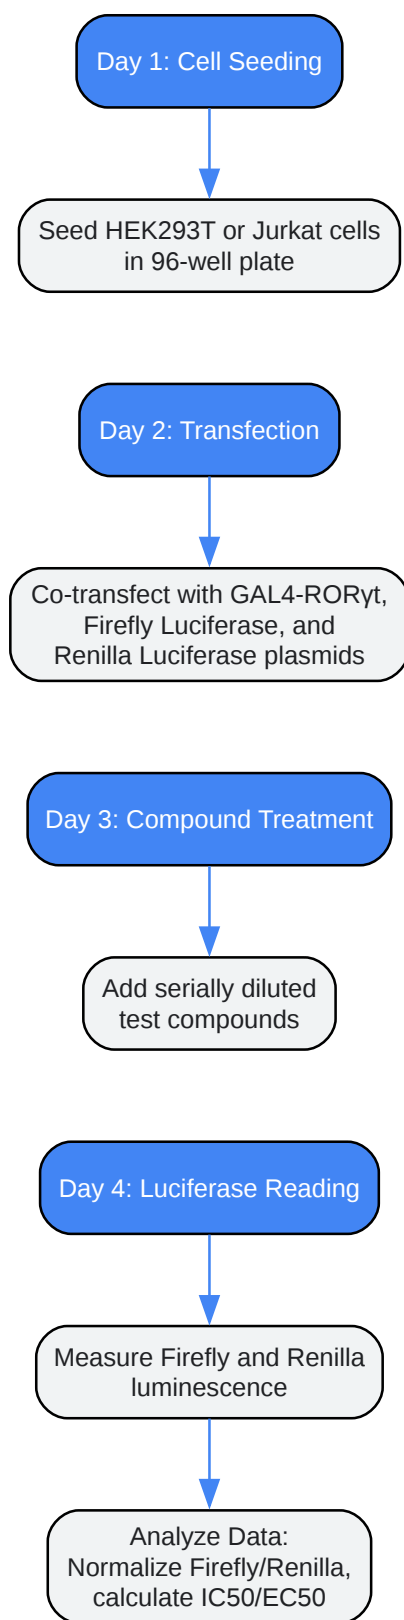 Day 1: Cell Seeding
Seed HEK293T or Jurkat cells
in 96-well plate
Day 2: Transfection
Co-transfect with GAL4-RORγt,
Firefly Luciferase, and
Renilla Luciferase plasmids
Day 3: Compound Treatment
Add serially diluted
test compounds
Day 4: Luciferase Reading
Measure Firefly and Renilla
luminescence
Analyze Data:
Normalize Firefly/Renilla,
calculate IC50/EC50